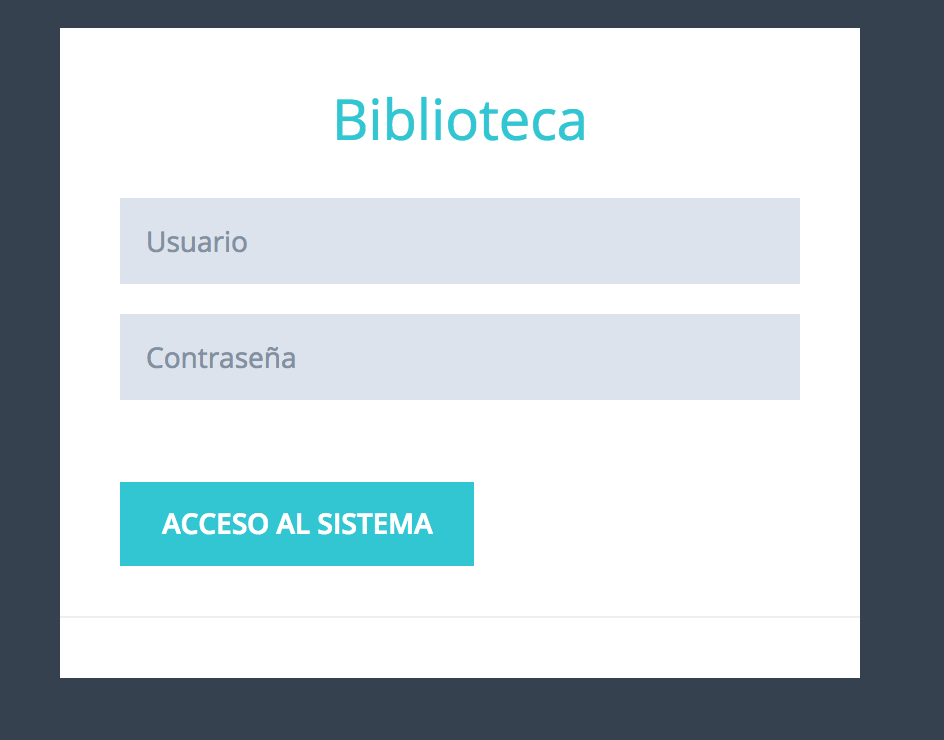 Biblioteca
Usuario
Contraseña
ACCESO AL SISTEMA